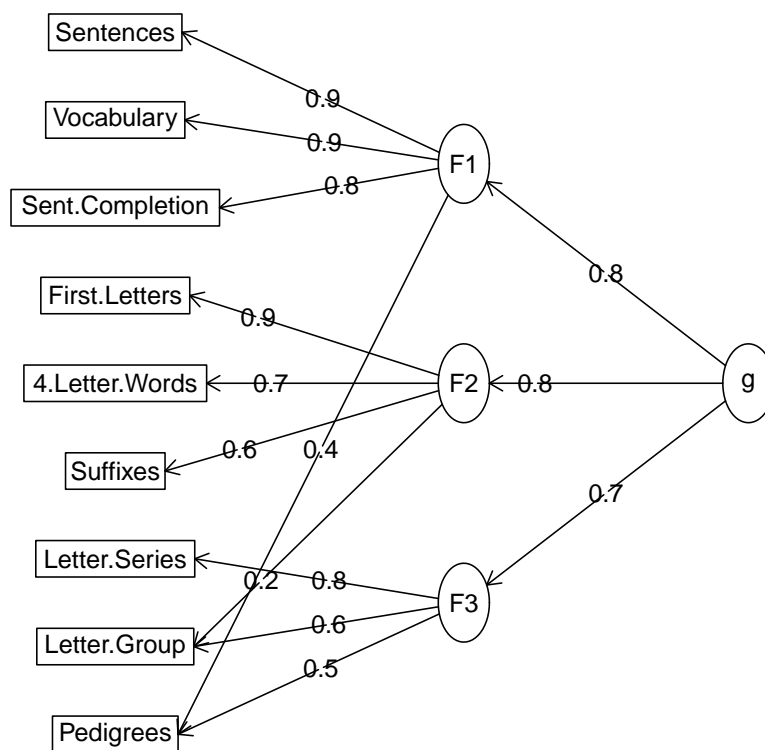 Sentences
0.9
Vocabulary
0.9
F1
Sent.Completion
0.8
0.8
First.Letters
0.9
4.Letter.Words
0.7
F2
0.8
g
Suffixes
0.6
0.4
0.7
Letter.Series
0.2
0.8
F3
Letter.Group
0.6
0.5
Pedigrees